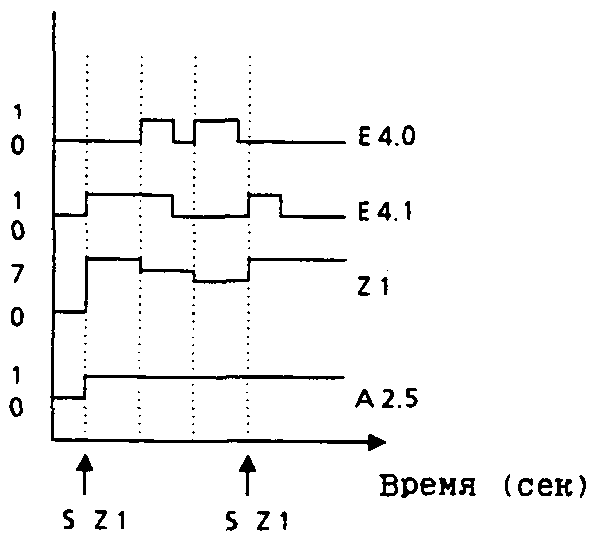 1
0 E 4.0
1
0 E 4.1
7
0 Z 1
1
0 A 2.5
Время (сек)
S Z 1 S Z 1